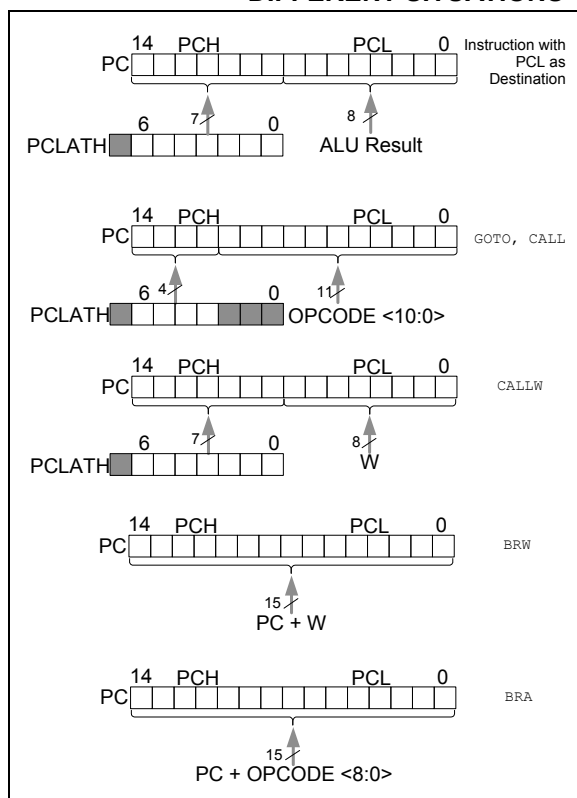 14 PCH PCL 0
PC
Instruction with
PCL as
Destination
7 8
6 0
PCLATH ALU Result
14 PCH PCL 0
PC GOTO, CALL
4 11
6 0
PCLATH OPCODE <10:0>
14 PCH PCL 0
PC CALLW
7 8
6 0
W
PCLATH
14 PCH PCL 0
PC BRW
15
PC + W
14 PCH PCL 0
PC BRA
15
PC + OPCODE <8:0>